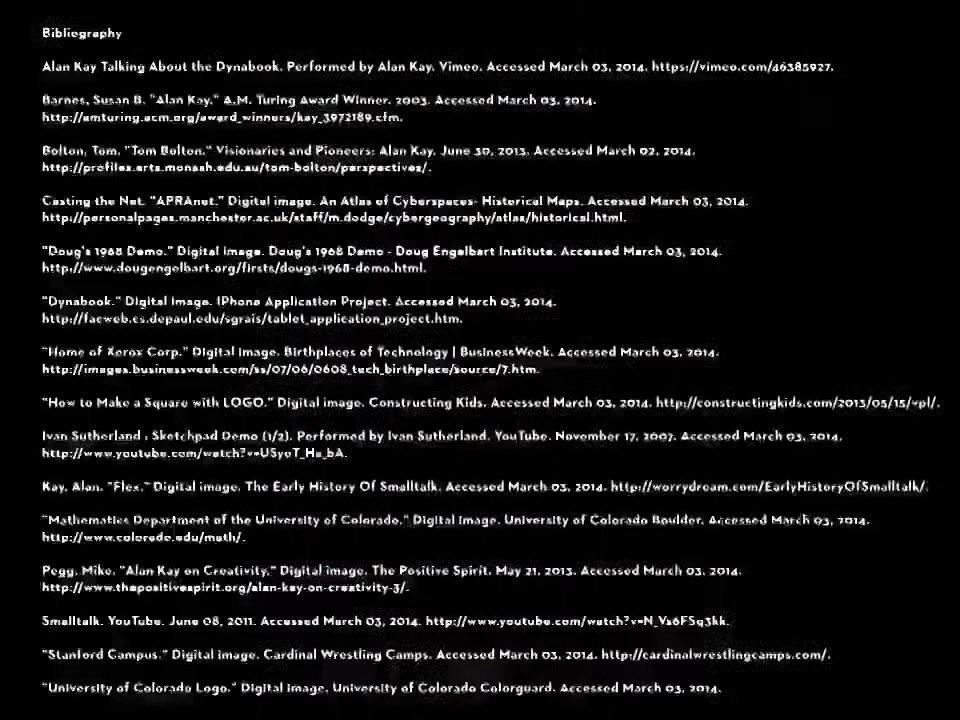 Bibliography
Alan Kay Talking About the Dynabook. Performed by Alan Kay. Vimeo. Accessed March 03, 2014. https://vimeo.com/46385927.
Barnes, Susan B. "Alan Kay." A.M. Turing Award Winner. 2003. Accessed March 03, 2014.
http://amturing.acm.org/award_winners/kay_3972189.cfm.
Bolton, Tom. "Tom Bolton." Visionaries and Pioneers: Alan Kay. June 30, 2013. Accessed March 02, 2014.
http://profiles.arts.monash.edu.au/tom-bolton/perspectives/.
Casting the Net. "APRAnet." Digital image. An Atlas of Cyberspaces- Historical Maps. Accessed March 03, 2014.
http://personalpages.manchester.ac.uk/staff/m.dodge/cybergeography/atlas/historical.html.
"Doug's 1968 Demo." Digital image. Doug's 1968 Demo - Doug Engelbart Institute. Accessed March 03, 2014.
http://www.dougengelbart.org/firsts/dougs-1968-demo.html.
"Dynabook." Digital image. IPhone Application Project. Accessed March 03, 2014.
http://facweb.cs.depaul.edu/sgrais/tablet_application_project.htm.
"Home of Xerox Corp." Digital image. Birthplaces of Technology | BusinessWeek. Accessed March 03, 2014.
http://images.businessweek.com/ss/07/06/0608_tech_birthplace/source/7.htm.
"How to Make a Square with LOGO." Digital image. Constructing Kids. Accessed March 03, 2014. http://constructingkids.com/2013/05/15/vpl/.
Ivan Sutherland : Sketchpad Demo (1/2). Performed by Ivan Sutherland. YouTube. November 17, 2007. Accessed March 03, 2014.
http://www.youtube.com/watch?v=USyoT_Ha_bA.
Kay, Alan. "Flex." Digital image. The Early History Of Smalltalk. Accessed March 03, 2014. http://worrydream.com/EarlyHistoryOfSmalltalk/.
"Mathematics Department of the University of Colorado." Digital image. University of Colorado Boulder. Accessed March 03, 2014.
http://www.colorado.edu/math/.
Pegg, Mike. "Alan Kay on Creativity." Digital image. The Positive Spirit. May 21, 2013. Accessed March 03, 2014.
http://www.thepositivespirit.org/alan-kay-on-creativity-3/.
Smalltalk. YouTube. June 08, 2011. Accessed March 03, 2014. http://www.youtube.com/watch?v=N_Vs6FSq3kk.
"Stanford Campus." Digital image. Cardinal Wrestling Camps. Accessed March 03, 2014. http://cardinalwrestlingcamps.com/.
"University of Colorado Logo." Digital image. University of Colorado Colorguard. Accessed March 03, 2014.